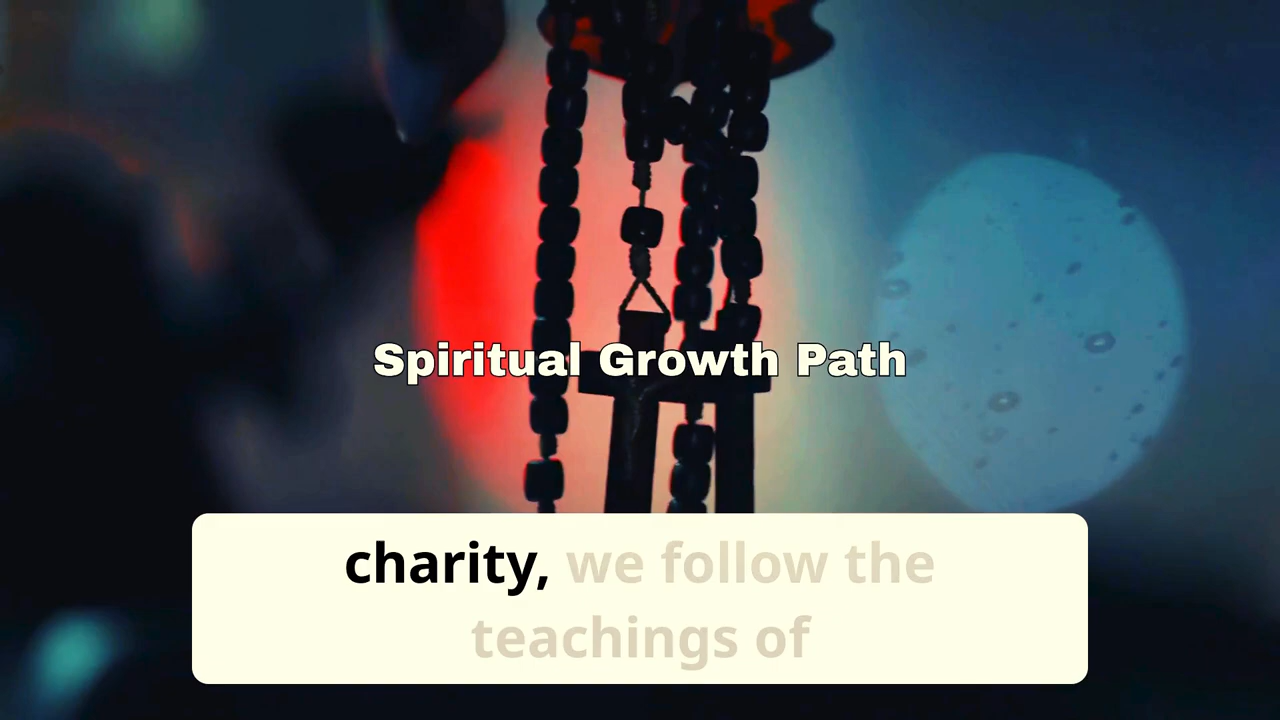 Spiritual Growth Path
charity, we follow the
teachings of